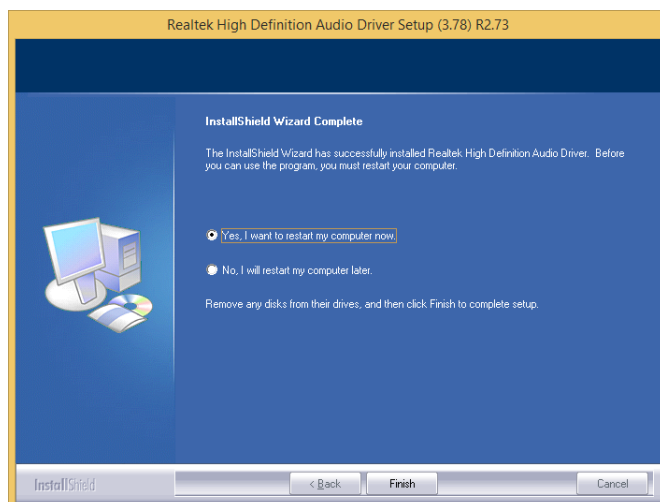 Realtek High Definition Audio Driver Setup (3.78) R2.73
InstallShield Wizard Complete
The InstallShield Wizard has successfully installed Realtek High Definition Audio Driver.  Before
you can use the program, you must restart your computer.
Yes, I want to restart my computer now.
No, I will restart my computer later.
Remove any disks from their drives, and then click Finish to complete setup.
InstallShield
< Back
Finish
Cancel